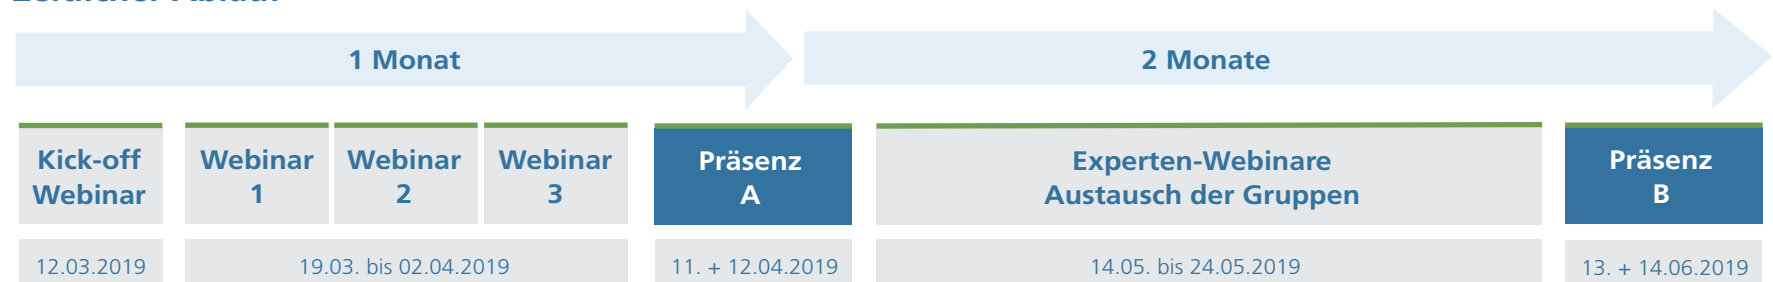 Zeitlicher Ablauf
1 Monat
2 Monate
Kick-off
Webinar
Webinar
1
Webinar
2
Webinar
3
Präsenz
A
Experten-Webinare
Austausch der Gruppen
Präsenz
B
12.03.2019
19.03. bis 02.04.2019
11. + 12.04.2019
14.05. bis 24.05.2019
13. + 14.06.2019